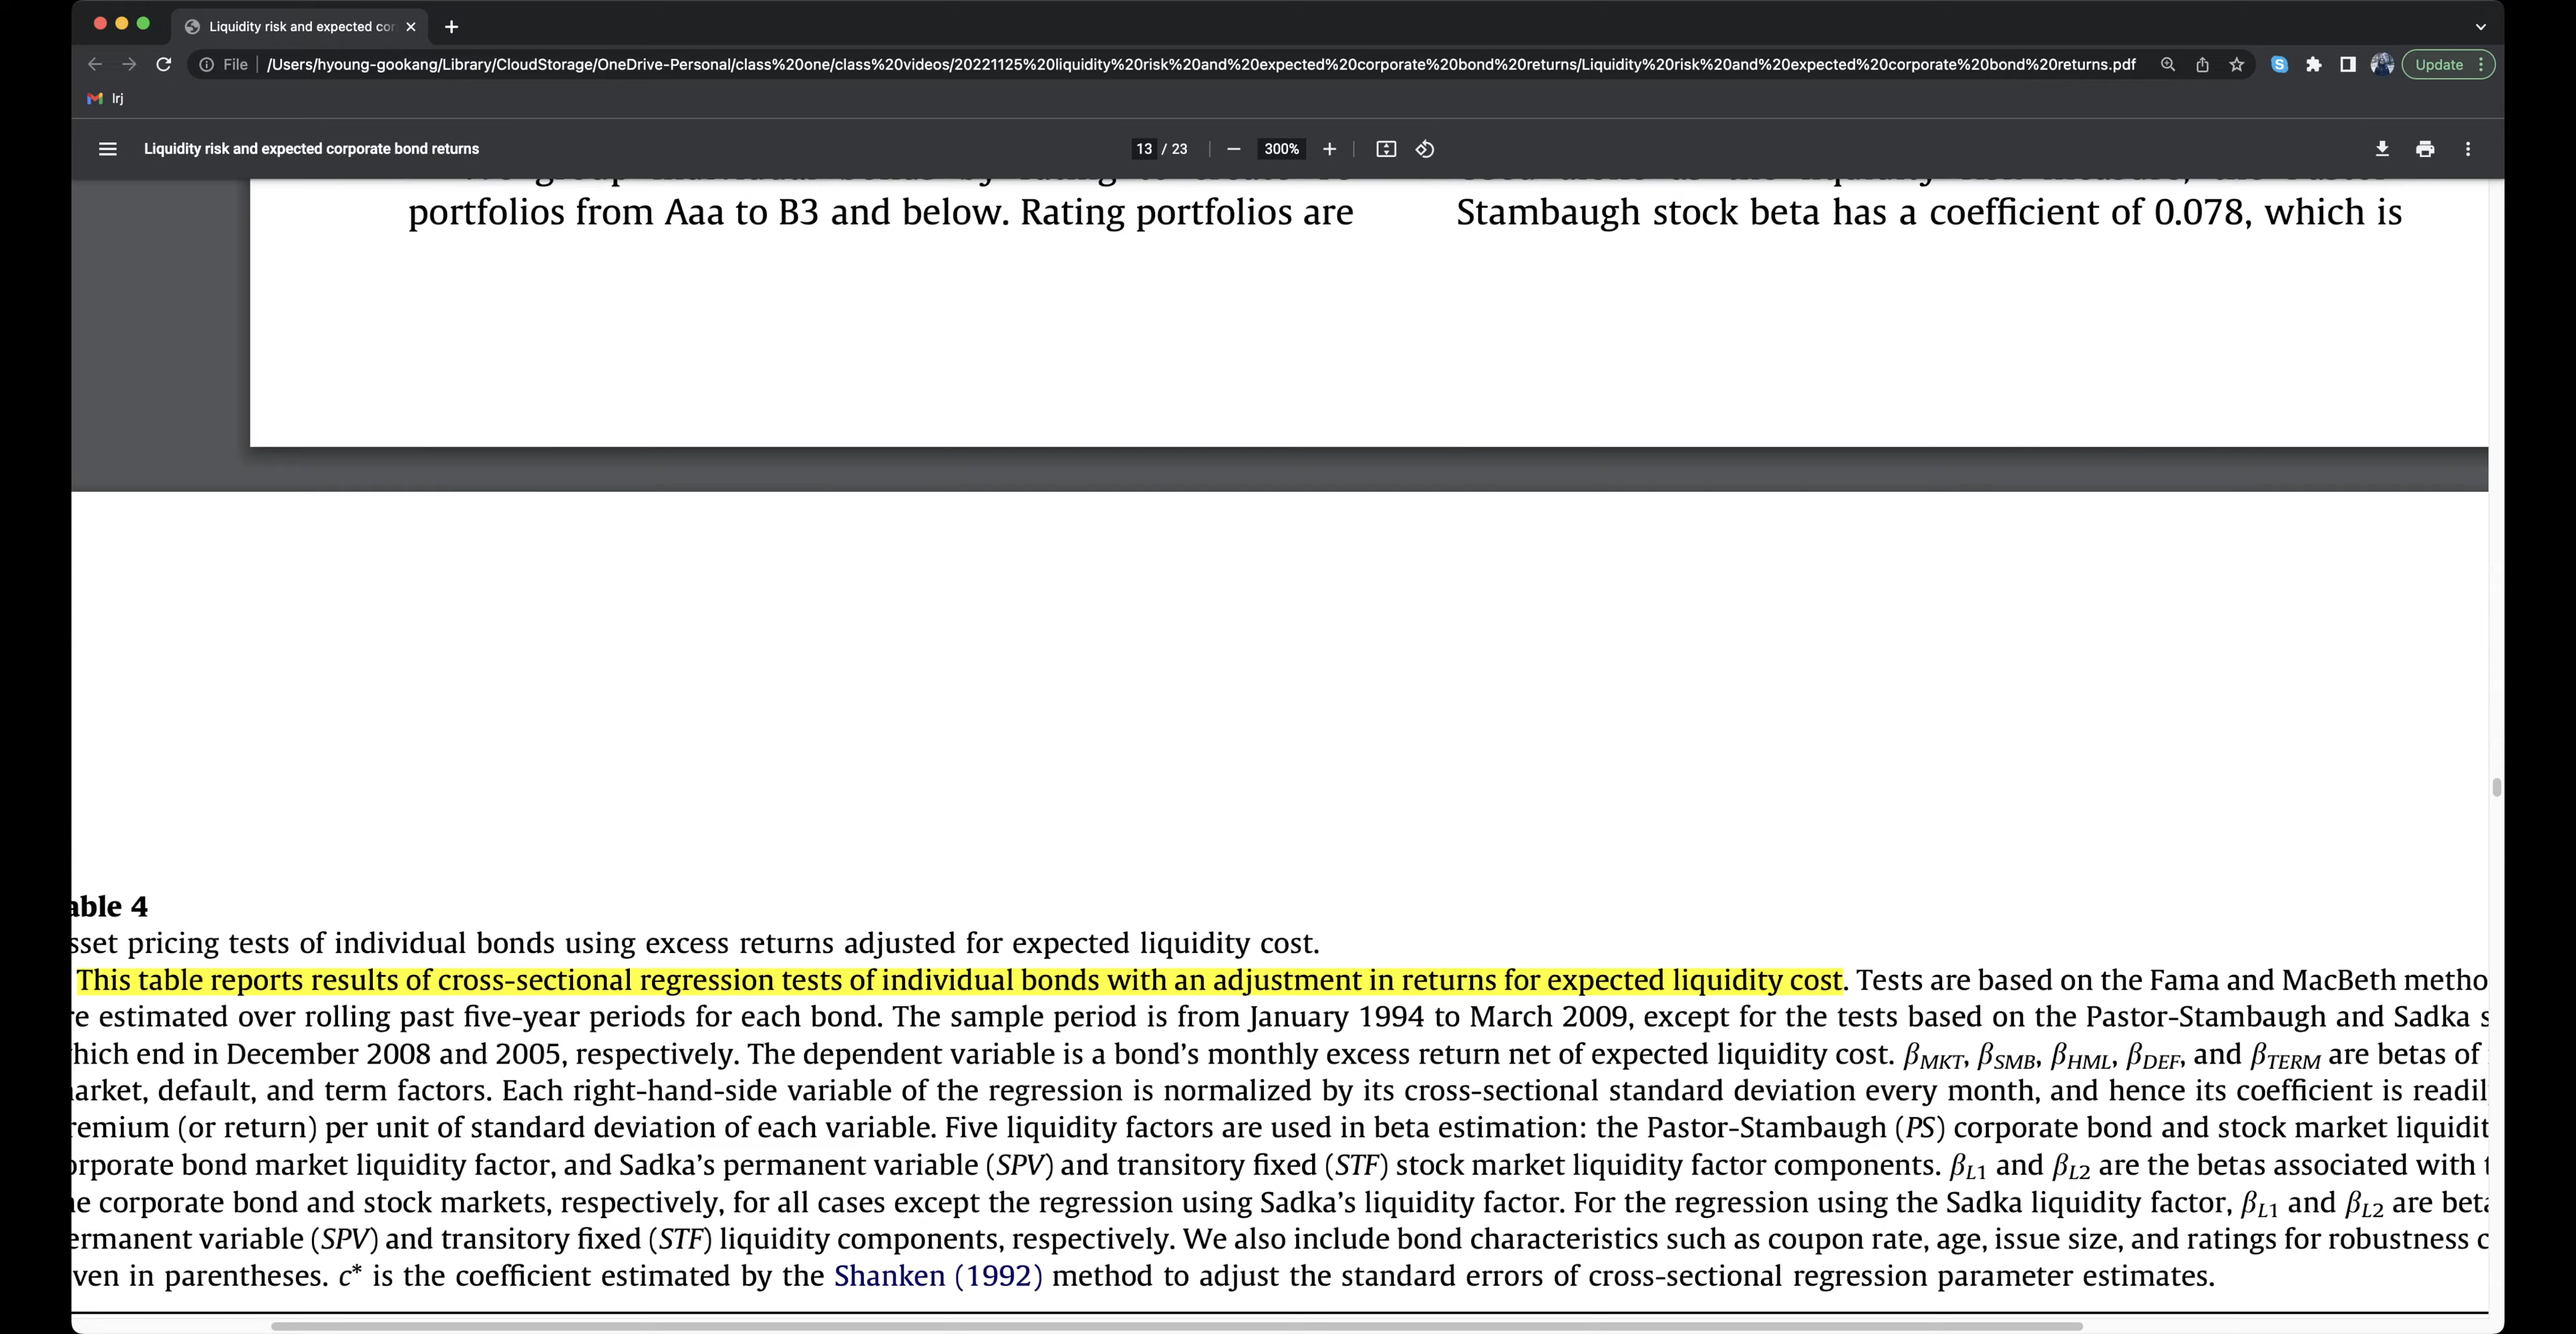 Liquidity risk and expected cor
File /Users/hyoung-gookang/Library/CloudStorage/OneDrive-Personal/class%20one/class%20videos/20221125%20liquidity%20risk%20and%20expected%20corporate%20bond%20returns/Liquidity%20risk%20and%20expected%20corporate%20bond%20returns.pdf
Update
lrj
Liquidity risk and expected corporate bond returns
13 / 23
300%
portfolios from Aaa to B3 and below. Rating portfolios are
Stambaugh stock beta has a coefficient of 0.078, which is
able 4
sset pricing tests of individual bonds using excess returns adjusted for expected liquidity cost.
This table reports results of cross-sectional regression tests of individual bonds with an adjustment in returns for expected liquidity cost. Tests are based on the Fama and MacBeth metho
re estimated over rolling past five-year periods for each bond. The sample period is from January 1994 to March 2009, except for the tests based on the Pastor-Stambaugh and Sadka s
hich end in December 2008 and 2005, respectively. The dependent variable is a bond's monthly excess return net of expected liquidity cost. βMKT, βSMB, βHML, βDEF, and βTERM are betas of
arket, default, and term factors. Each right-hand-side variable of the regression is normalized by its cross-sectional standard deviation every month, and hence its coefficient is readil
remium (or return) per unit of standard deviation of each variable. Five liquidity factors are used in beta estimation: the Pastor-Stambaugh (PS) corporate bond and stock market liquidit
orporate bond market liquidity factor, and Sadka's permanent variable (SPV) and transitory fixed (STF) stock market liquidity factor components. βL1 and βL2 are the betas associated with t
he corporate bond and stock markets, respectively, for all cases except the regression using Sadka's liquidity factor. For the regression using the Sadka liquidity factor, βL1 and βL2 are beta
ermanent variable (SPV) and transitory fixed (STF) liquidity components, respectively. We also include bond characteristics such as coupon rate, age, issue size, and ratings for robustness c
ven in parentheses. c* is the coefficient estimated by the Shanken (1992) method to adjust the standard errors of cross-sectional regression parameter estimates.